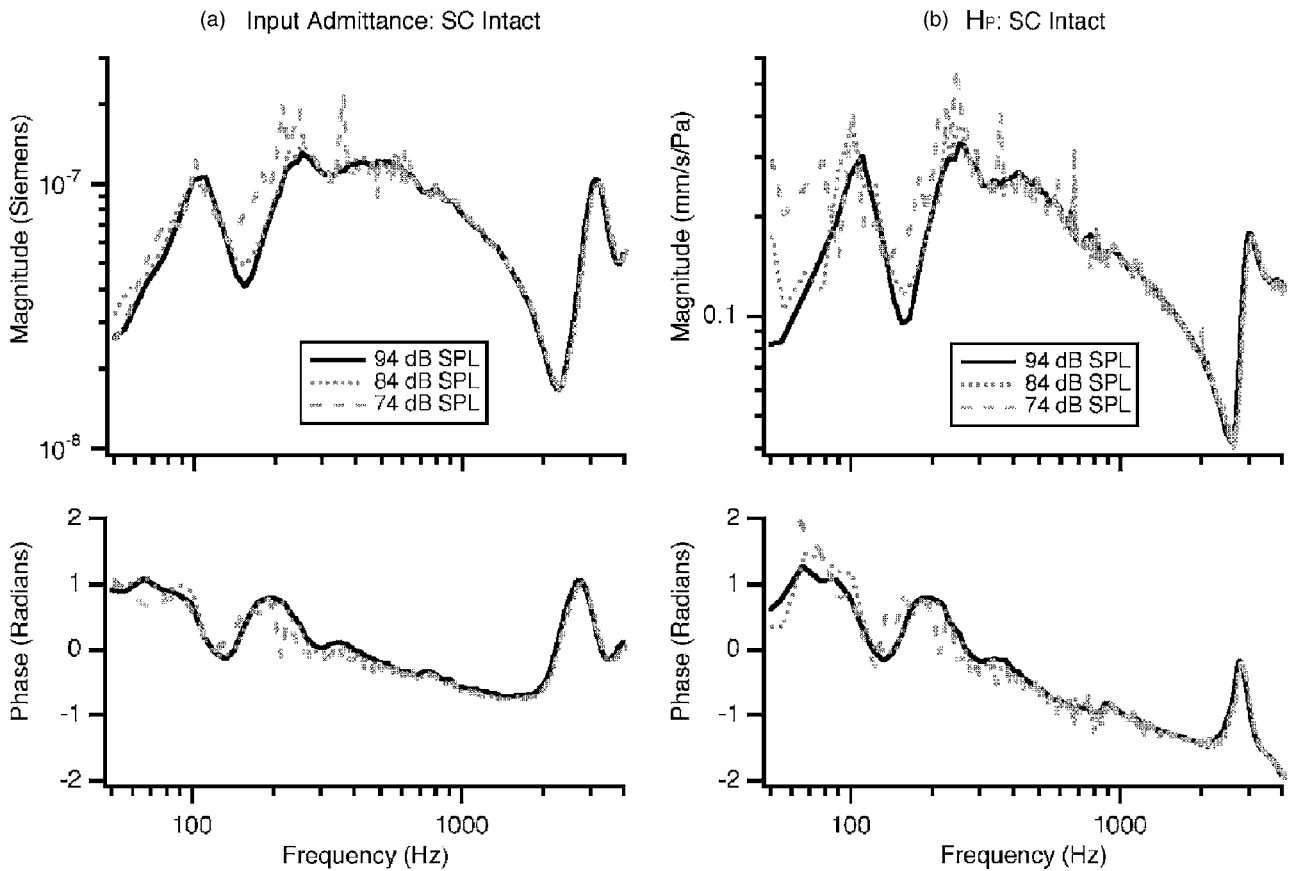 (a) Input Admittance: SC Intact
Magnitude (Siemens)
10-7
10-8
94 dB SPL
84 dB SPL
74 dB SPL
Phase (Radians)
2
1
0
-1
-2
100
1000
Frequency (Hz)
(b) HP: SC Intact
Magnitude (mm/s/Pa)
0.1
94 dB SPL
84 dB SPL
74 dB SPL
Phase (Radians)
2
1
0
-1
-2
100
1000
Frequency (Hz)